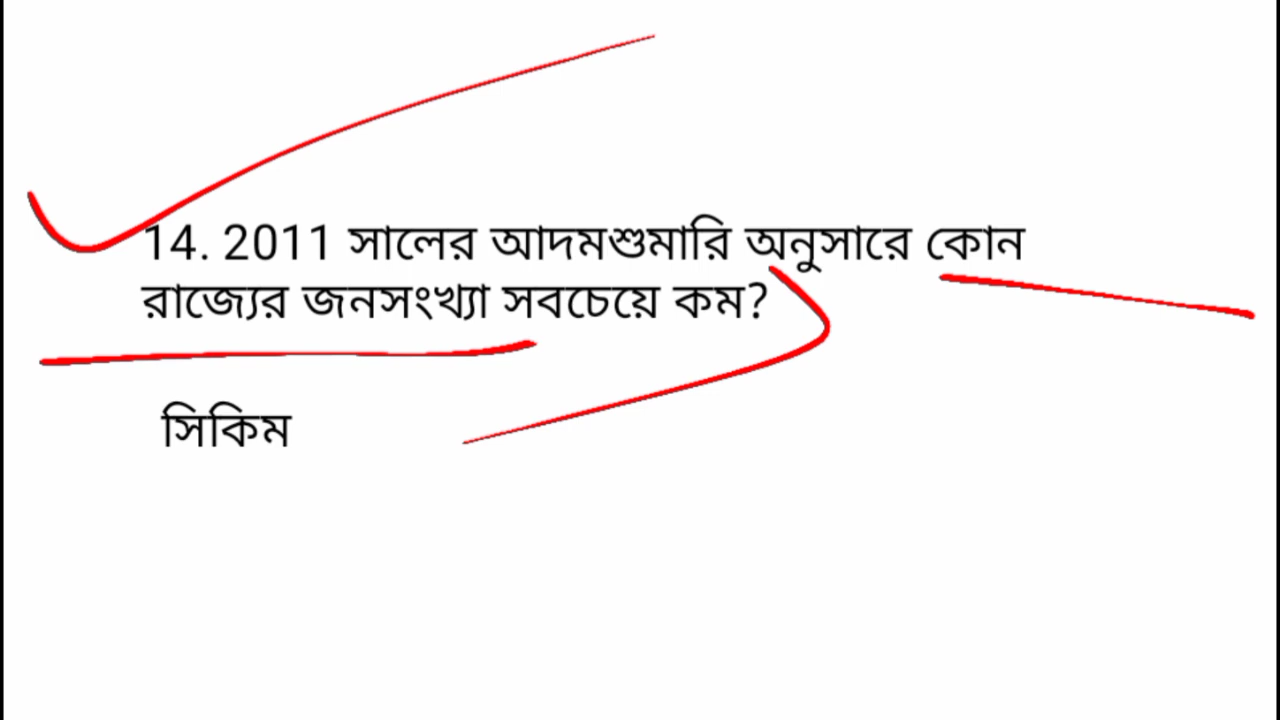 14. 2011 সালের আদমশুমারি অনুসারে কোন
রাজ্যের জনসংখ্যা সবচেয়ে কম?
সিকিম